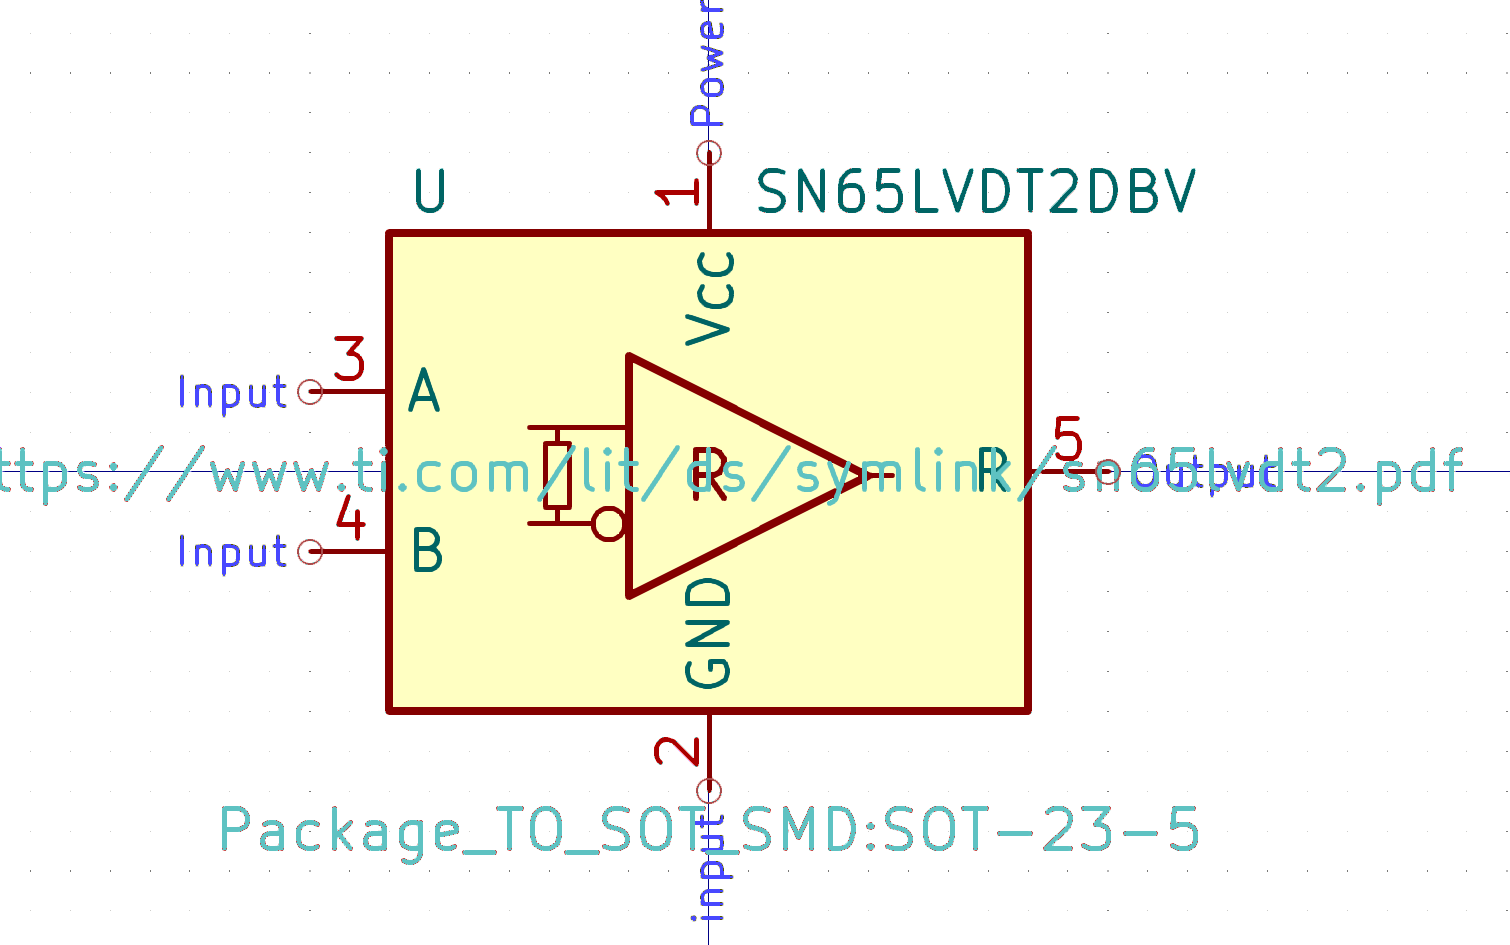 Power
U
1
SN65LVDT2DBV
Vcc
3
Input
A
5
R
R
ttps://www.ti.com/lit/ds/symlink/sn65lvdt2.pdf
Output
4
Input
B
GND
2
Package_TO_SOT_SMD:SOT-23-5
input